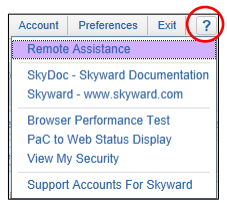 Account Preferences Exit ?
Remote Assistance
SkyDoc - Skyward Documentation
Skyward - www.skyward.com
Browser Performance Test
PaC to Web Status Display
View My Security
Support Accounts For Skyward